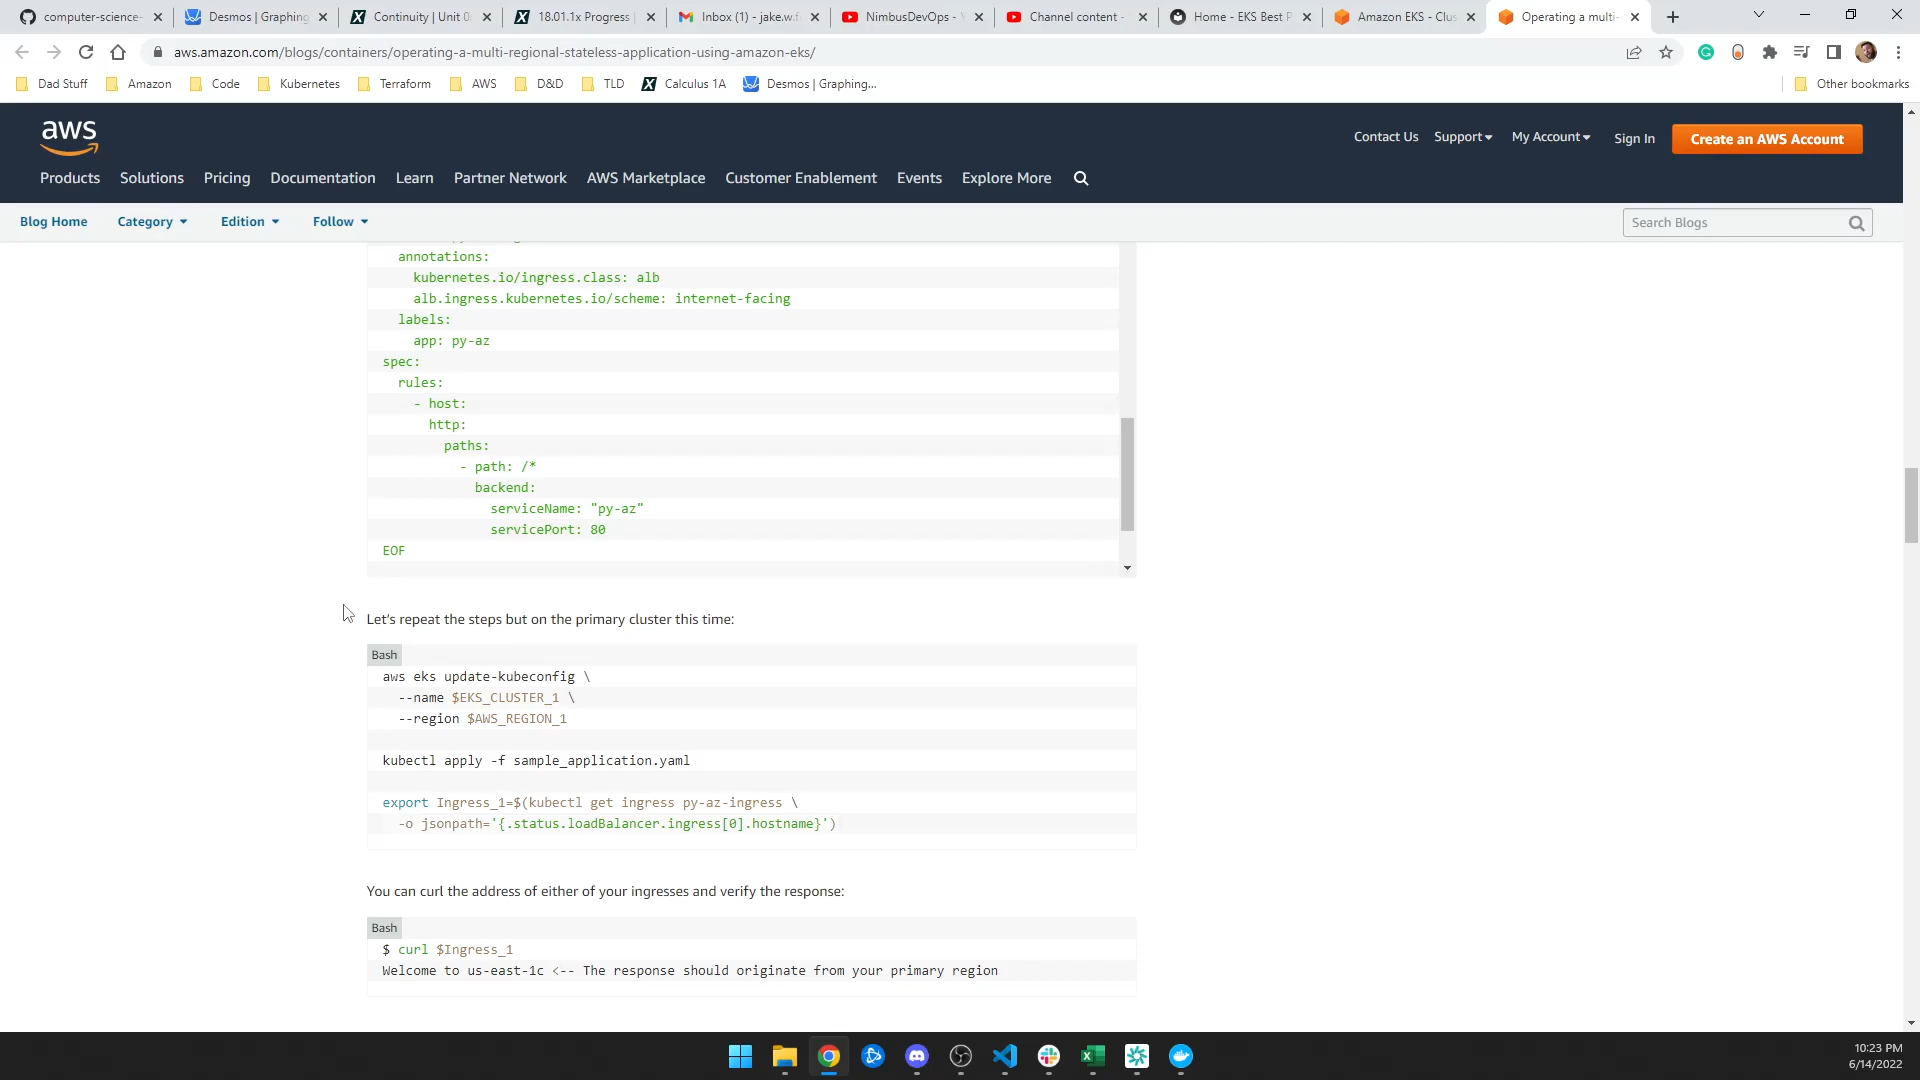 computer-science-
Desmos | Graphing
Continuity | Unit 0:
18.01.1x Progress |
Inbox (1) - jake.w.f
NimbusDevOps -
Channel content -
Home - EKS Best P
Amazon EKS - Clus
Operating a multi-
aws.amazon.com/blogs/containers/operating-a-multi-regional-stateless-application-using-amazon-eks/
Dad Stuff
Amazon
Code
Kubernetes
Terraform
AWS
D&D
TLD
Calculus 1A
Desmos | Graphing...
Other bookmarks
aws
Contact Us
Support
My Account
Sign In
Create an AWS Account
Products
Solutions
Pricing
Documentation
Learn
Partner Network
AWS Marketplace
Customer Enablement
Events
Explore More
Blog Home
Category
Edition
Follow
Search Blogs
annotations:
kubernetes.io/ingress.class: alb
alb.ingress.kubernetes.io/scheme: internet-facing
labels:
app: py-az
spec:
rules:
- host:
http:
paths:
- path: /*
backend:
serviceName: "py-az"
servicePort: 80
EOF
Let's repeat the steps but on the primary cluster this time:
Bash
aws eks update-kubeconfig \
--name $EKS_CLUSTER_1 \
--region $AWS_REGION_1
kubectl apply -f sample_application.yaml
export Ingress_1=$(kubectl get ingress py-az-ingress \
-o jsonpath='{.status.loadBalancer.ingress[0].hostname}')
You can curl the address of either of your ingresses and verify the response:
Bash
$ curl $Ingress_1
Welcome to us-east-1c <-- The response should originate from your primary region
10:23 PM
6/14/2022